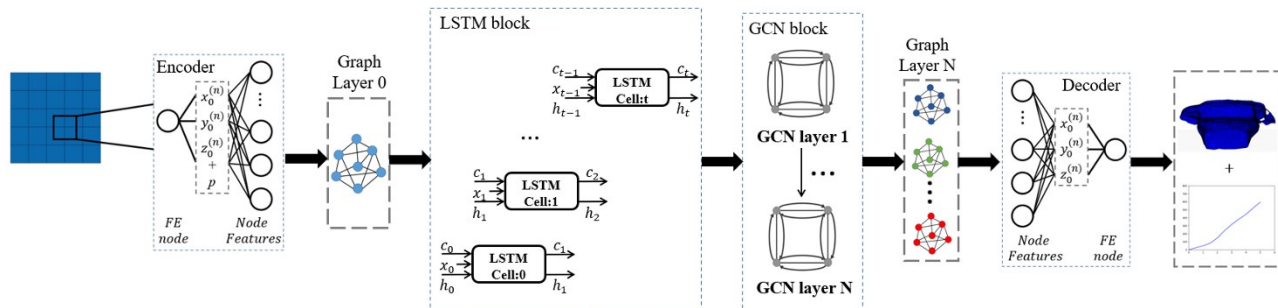 Encoder
x_0^{(n)}
y_0^{(n)}
z_0^{(n)}
+
p
FE
node
Node
Features
Graph
Layer 0
LSTM block
c_{t-1}
x_{t-1}
h_{t-1}
LSTM
Cell:t
c_t
h_t
...
c_1
x_1
h_1
LSTM
Cell:1
c_2
h_2
c_0
x_0
h_0
LSTM
Cell:0
c_1
h_1
GCN block
GCN layer 1
...
GCN layer N
Graph
Layer N
Decoder
x_0^{(n)}
y_0^{(n)}
z_0^{(n)}
Node
Features
FE
node
+